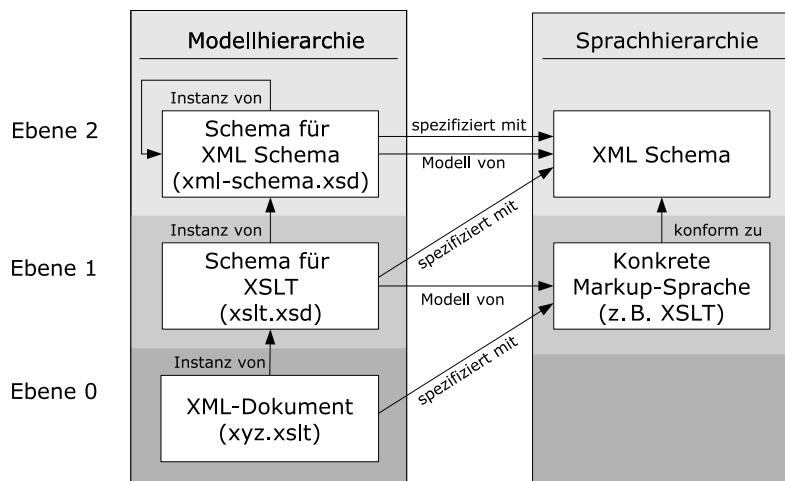 Modellhierarchie
Sprachhierarchie
Ebene 2
Instanz von
Schema für
XML Schema
(xml-schema.xsd)
spezifiziert mit
Modell von
XML Schema
Instanz von
spezifiziert mit
konform zu
Ebene 1
Schema für
XSLT
(xslt.xsd)
Modell von
Konkrete
Markup-Sprache
(z. B. XSLT)
Instanz von
spezifiziert mit
Ebene 0
XML-Dokument
(xyz.xslt)